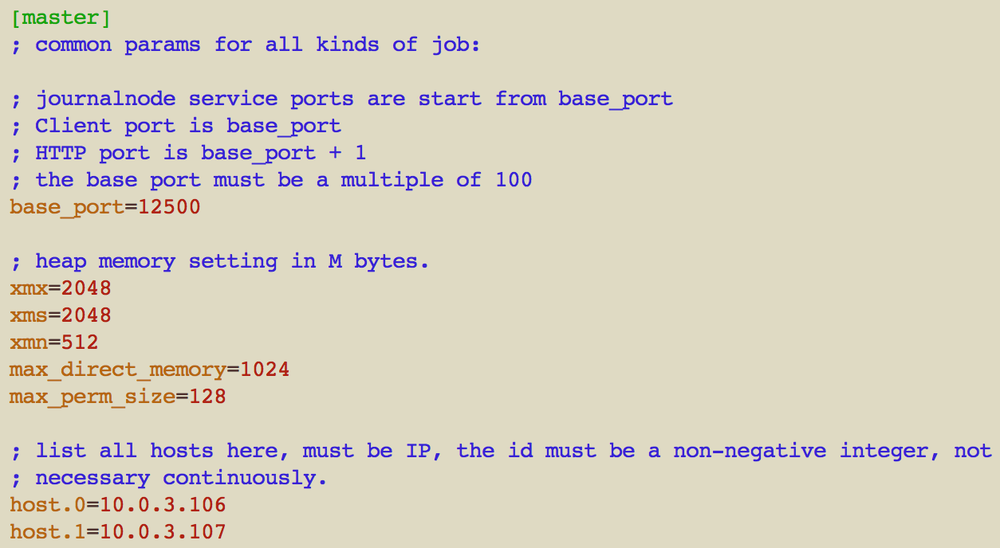 [master]
; common params for all kinds of job:
; journalnode service ports are start from base_port
; Client port is base_port
; HTTP port is base_port + 1
; the base port must be a multiple of 100
base_port=12500
; heap memory setting in M bytes.
xmx=2048
xms=2048
xmn=512
max_direct_memory=1024
max_perm_size=128
; list all hosts here, must be IP, the id must be a non-negative integer, not
; necessary continuously.
host.0=10.0.3.106
host.1=10.0.3.107